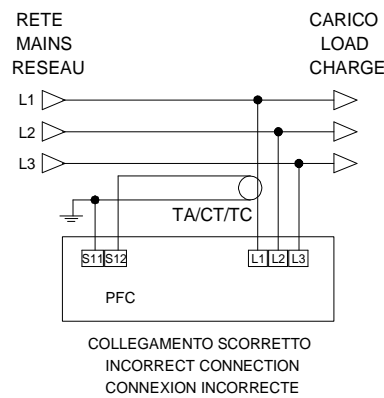 RETE
MAINS
RESEAU
CARICO
LOAD
CHARGE
L1
L2
L3
TA/CT/TC
S11 S12 L1 L2 L3
PFC
COLLEGAMENTO SCORRETTO
INCORRECT CONNECTION
CONNEXION INCORRECTE